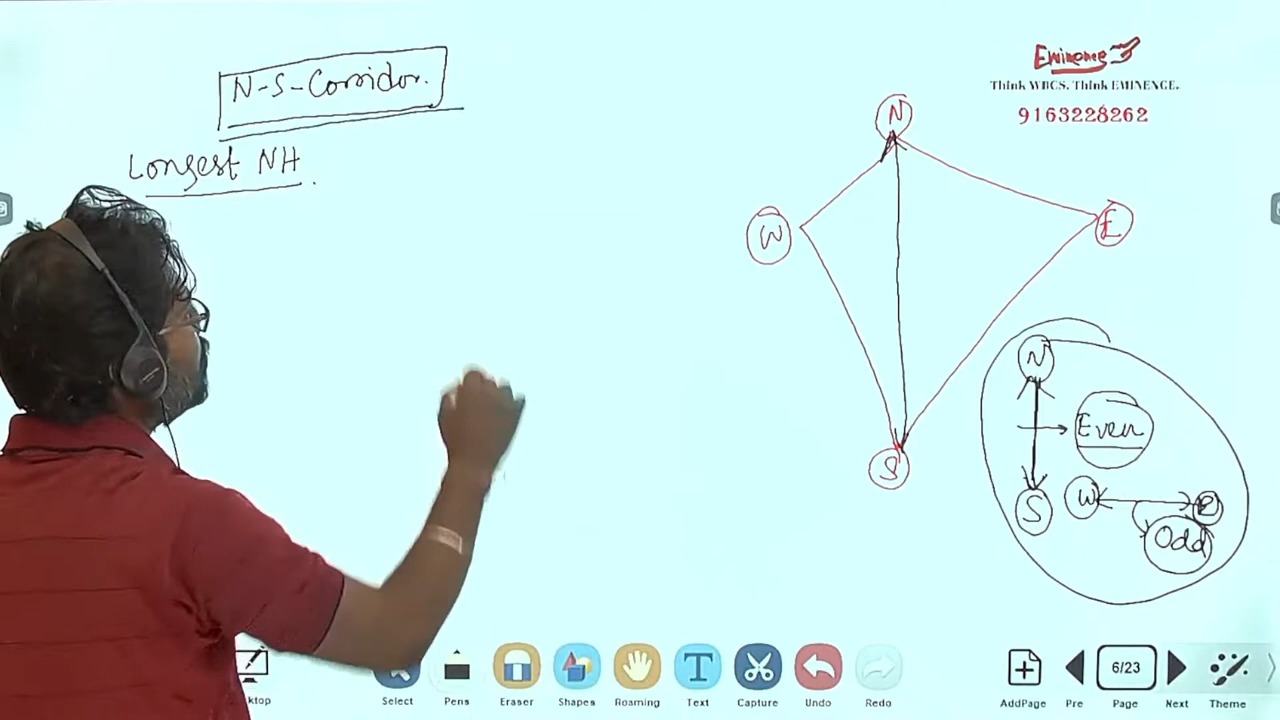 N-S-Corridor.
Longest NH
Eminence
Think WBCS. Think EMINENCE.
9163228262
N
W
E
S
N
Even
S
W
E
Odd
ktop
Select
Pens
Eraser
Shapes
Roaming
Text
Capture
Undo
Redo
AddPage
Pre
6/23
Page
Next
Theme
T